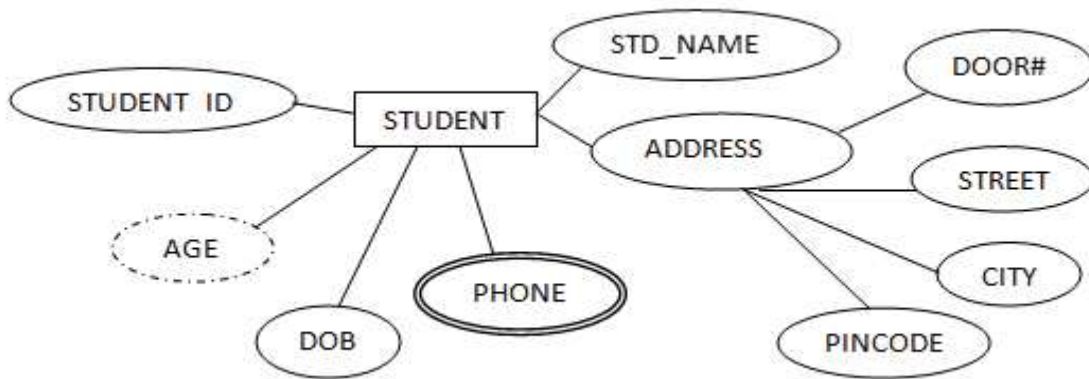 STD_NAME
DOOR#
STUDENT ID
STUDENT
ADDRESS
STREET
AGE
CITY
PHONE
DOB
PINCODE